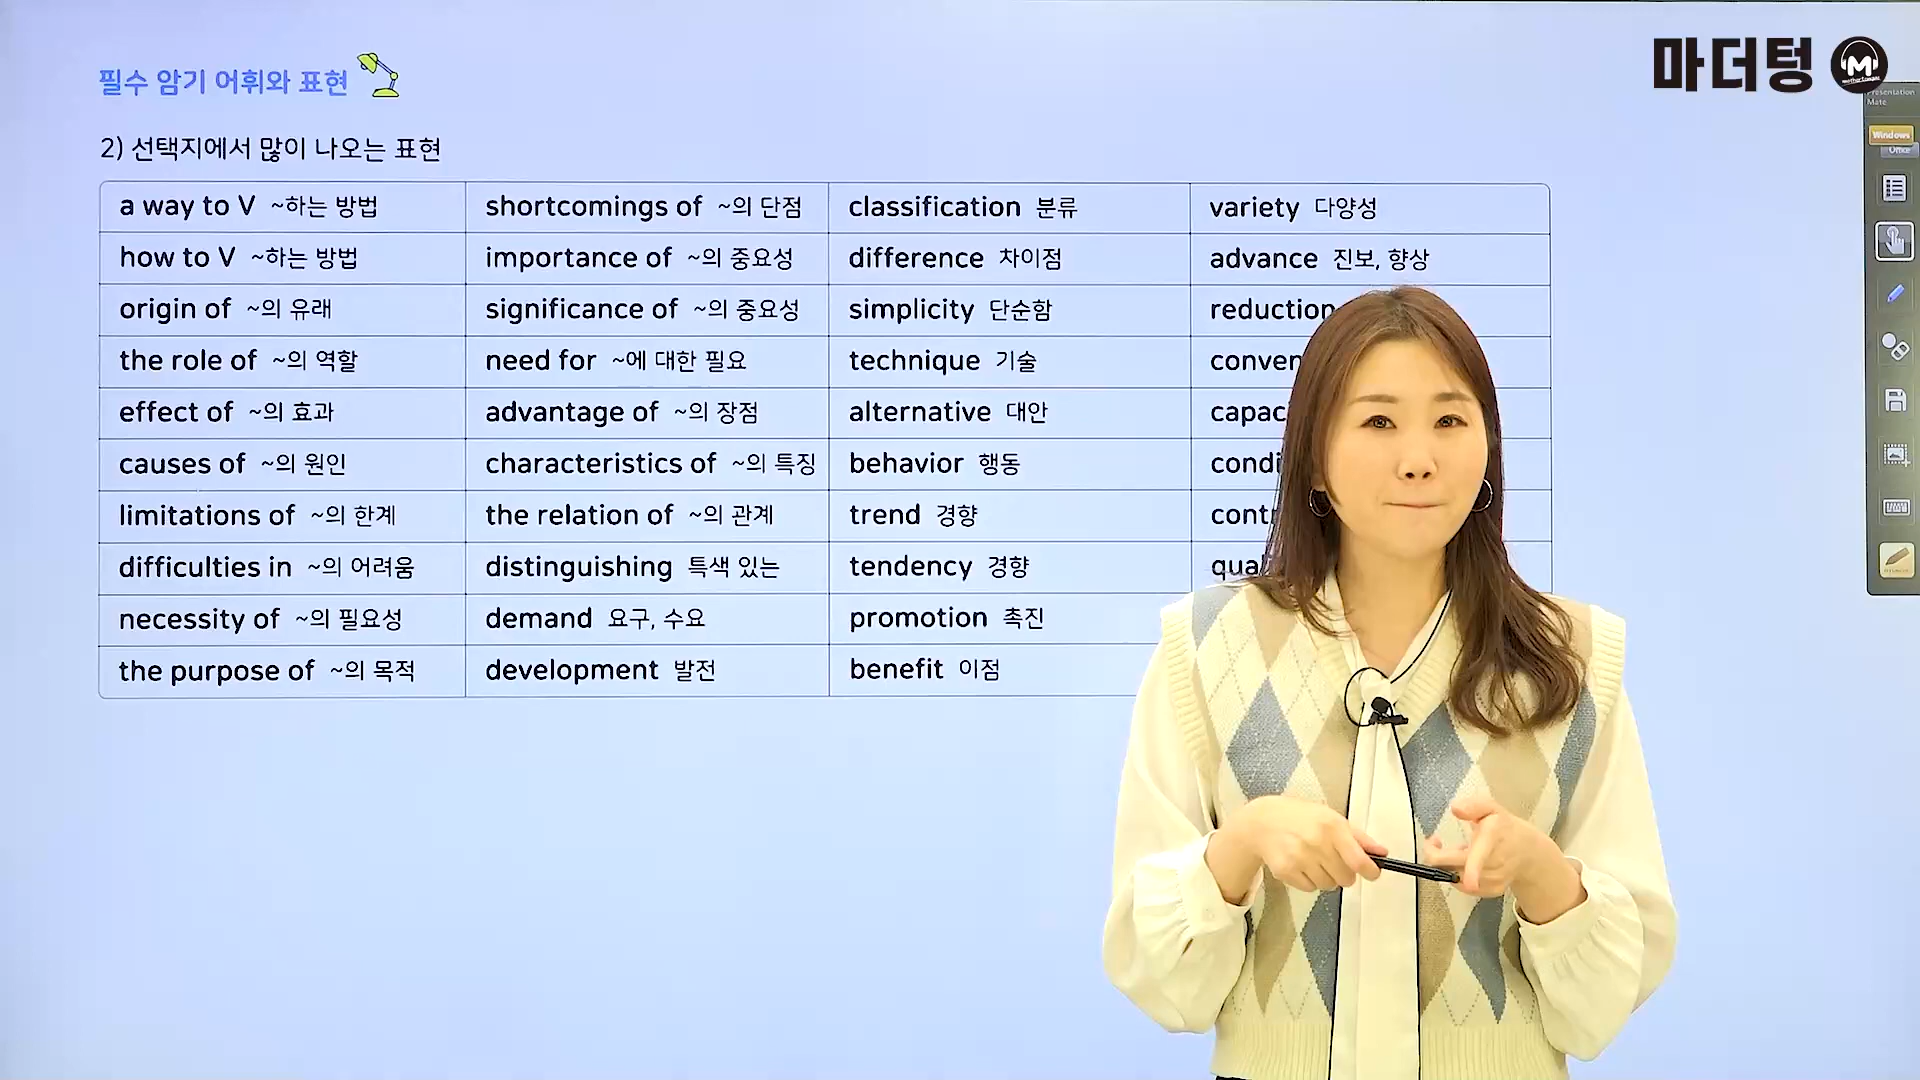 마더텅
M
Presentation
Mate
Windows
필수 암기 어휘와 표현
2) 선택지에서 많이 나오는 표현
a way to V ~하는 방법 shortcomings of ~의 단점 classification 분류 variety 다양성
how to V ~하는 방법 importance of ~의 중요성 difference 차이점 advance 진보, 향상
origin of ~의 유래 significance of ~의 중요성 simplicity 단순함 reduction
the role of ~의 역할 need for ~에 대한 필요 technique 기술
effect of ~의 효과 advantage of ~의 장점 alternative 대안
causes of ~의 원인 characteristics of ~의 특징 behavior 행동
limitations of ~의 한계 the relation of ~의 관계 trend 경향
difficulties in ~의 어려움 distinguishing 특색 있는 tendency 경향
necessity of ~의 필요성 demand 요구, 수요 promotion 촉진
the purpose of ~의 목적 development 발전 benefit 이점